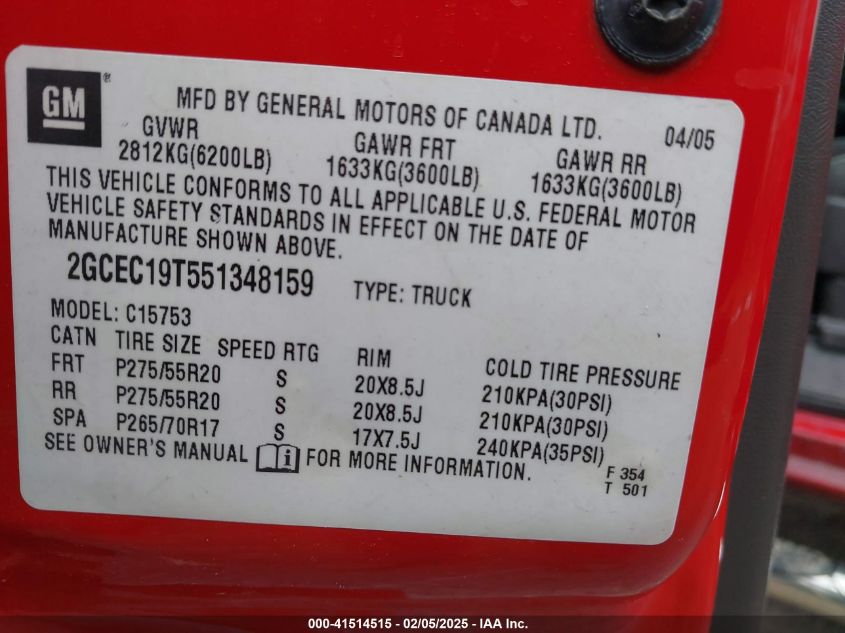 GM ®
MFD BY GENERAL MOTORS OF CANADA LTD. 04/05
GVWR GAWR FRT GAWR RR
2812KG(6200LB) 1633KG(3600LB) 1633KG(3600LB)
THIS VEHICLE CONFORMS TO ALL APPLICABLE U.S. FEDERAL MOTOR
VEHICLE SAFETY STANDARDS IN EFFECT ON THE DATE OF
MANUFACTURE SHOWN ABOVE.
2GCEC19T551348159 TYPE: TRUCK
MODEL: C15753
CATN TIRE SIZE SPEED RTG RIM COLD TIRE PRESSURE
FRT P275/55R20 S 20X8.5J 210KPA(30PSI)
RR P275/55R20 S 20X8.5J 210KPA(30PSI)
SPA P265/70R17 S 17X7.5J 240KPA(35PSI)
SEE OWNER'S MANUAL i FOR MORE INFORMATION.
F 354
T 501
000-41514515 - 02/05/2025 - IAA Inc.